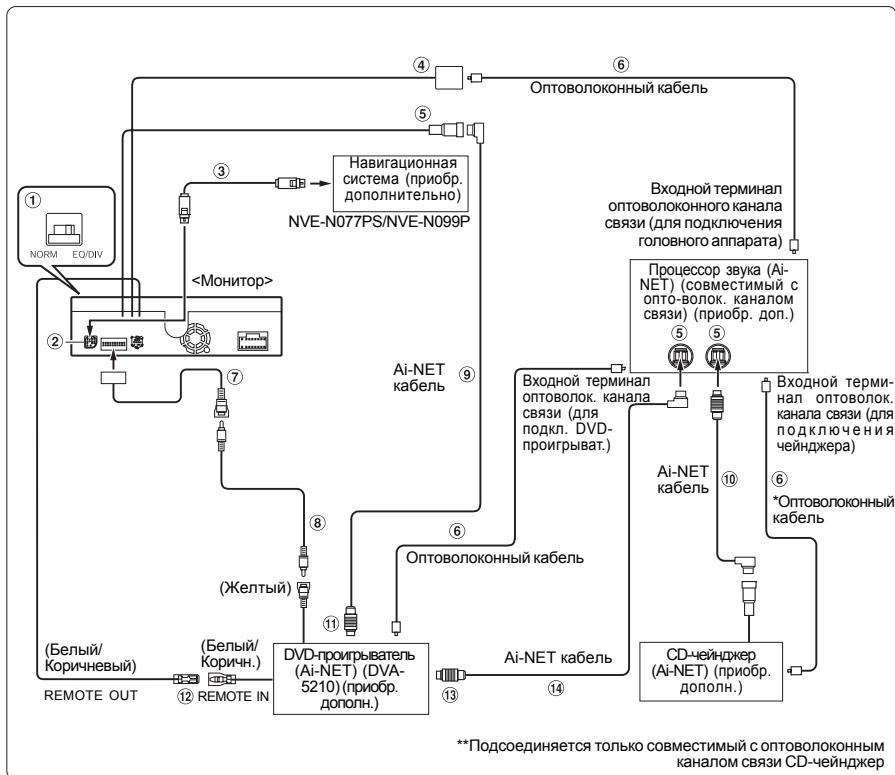 ④
⑥
Оптоволоконный кабель
⑤
③
Навигационная
система (приобр.
дополнительно)
NVE-N077PS/NVE-N099P
①
NORM EQ/DIV
Входной терминал
оптоволоконного канала
связи (для подключения
головного аппарата)
<Монитор>
②
Процессор звука (Ai-
NET) (совместимый с
опто-волок. каналом
связи) (приобр. доп.)
⑤ ⑤
Ai-NET
кабель
⑨
⑦
Входной терминал
оптоволок. канала
связи (для
подкл. DVD-
проигрыват.)
Входной терми-
нал оптоволок.
канала связи (для
подключения
чейнджера)
Ai-NET
кабель
⑩
⑥
*Оптоволоконный
кабель
⑧
⑥
Оптоволоконный кабель
(Желтый)
⑪
(Белый/
Коричневый)
(Белый/
Коричн.)
DVD-проигрыватель
(Ai-NET) (DVA-
5210) (приобр.
дополн.)
Ai-NET кабель
CD-чейнджер
(Ai-NET) (приобр.
дополн.)
REMOTE OUT
⑫
REMOTE IN
⑬
⑭
**Подсоединяется только совместимый с оптоволоконным
каналом связи CD-чейнджер